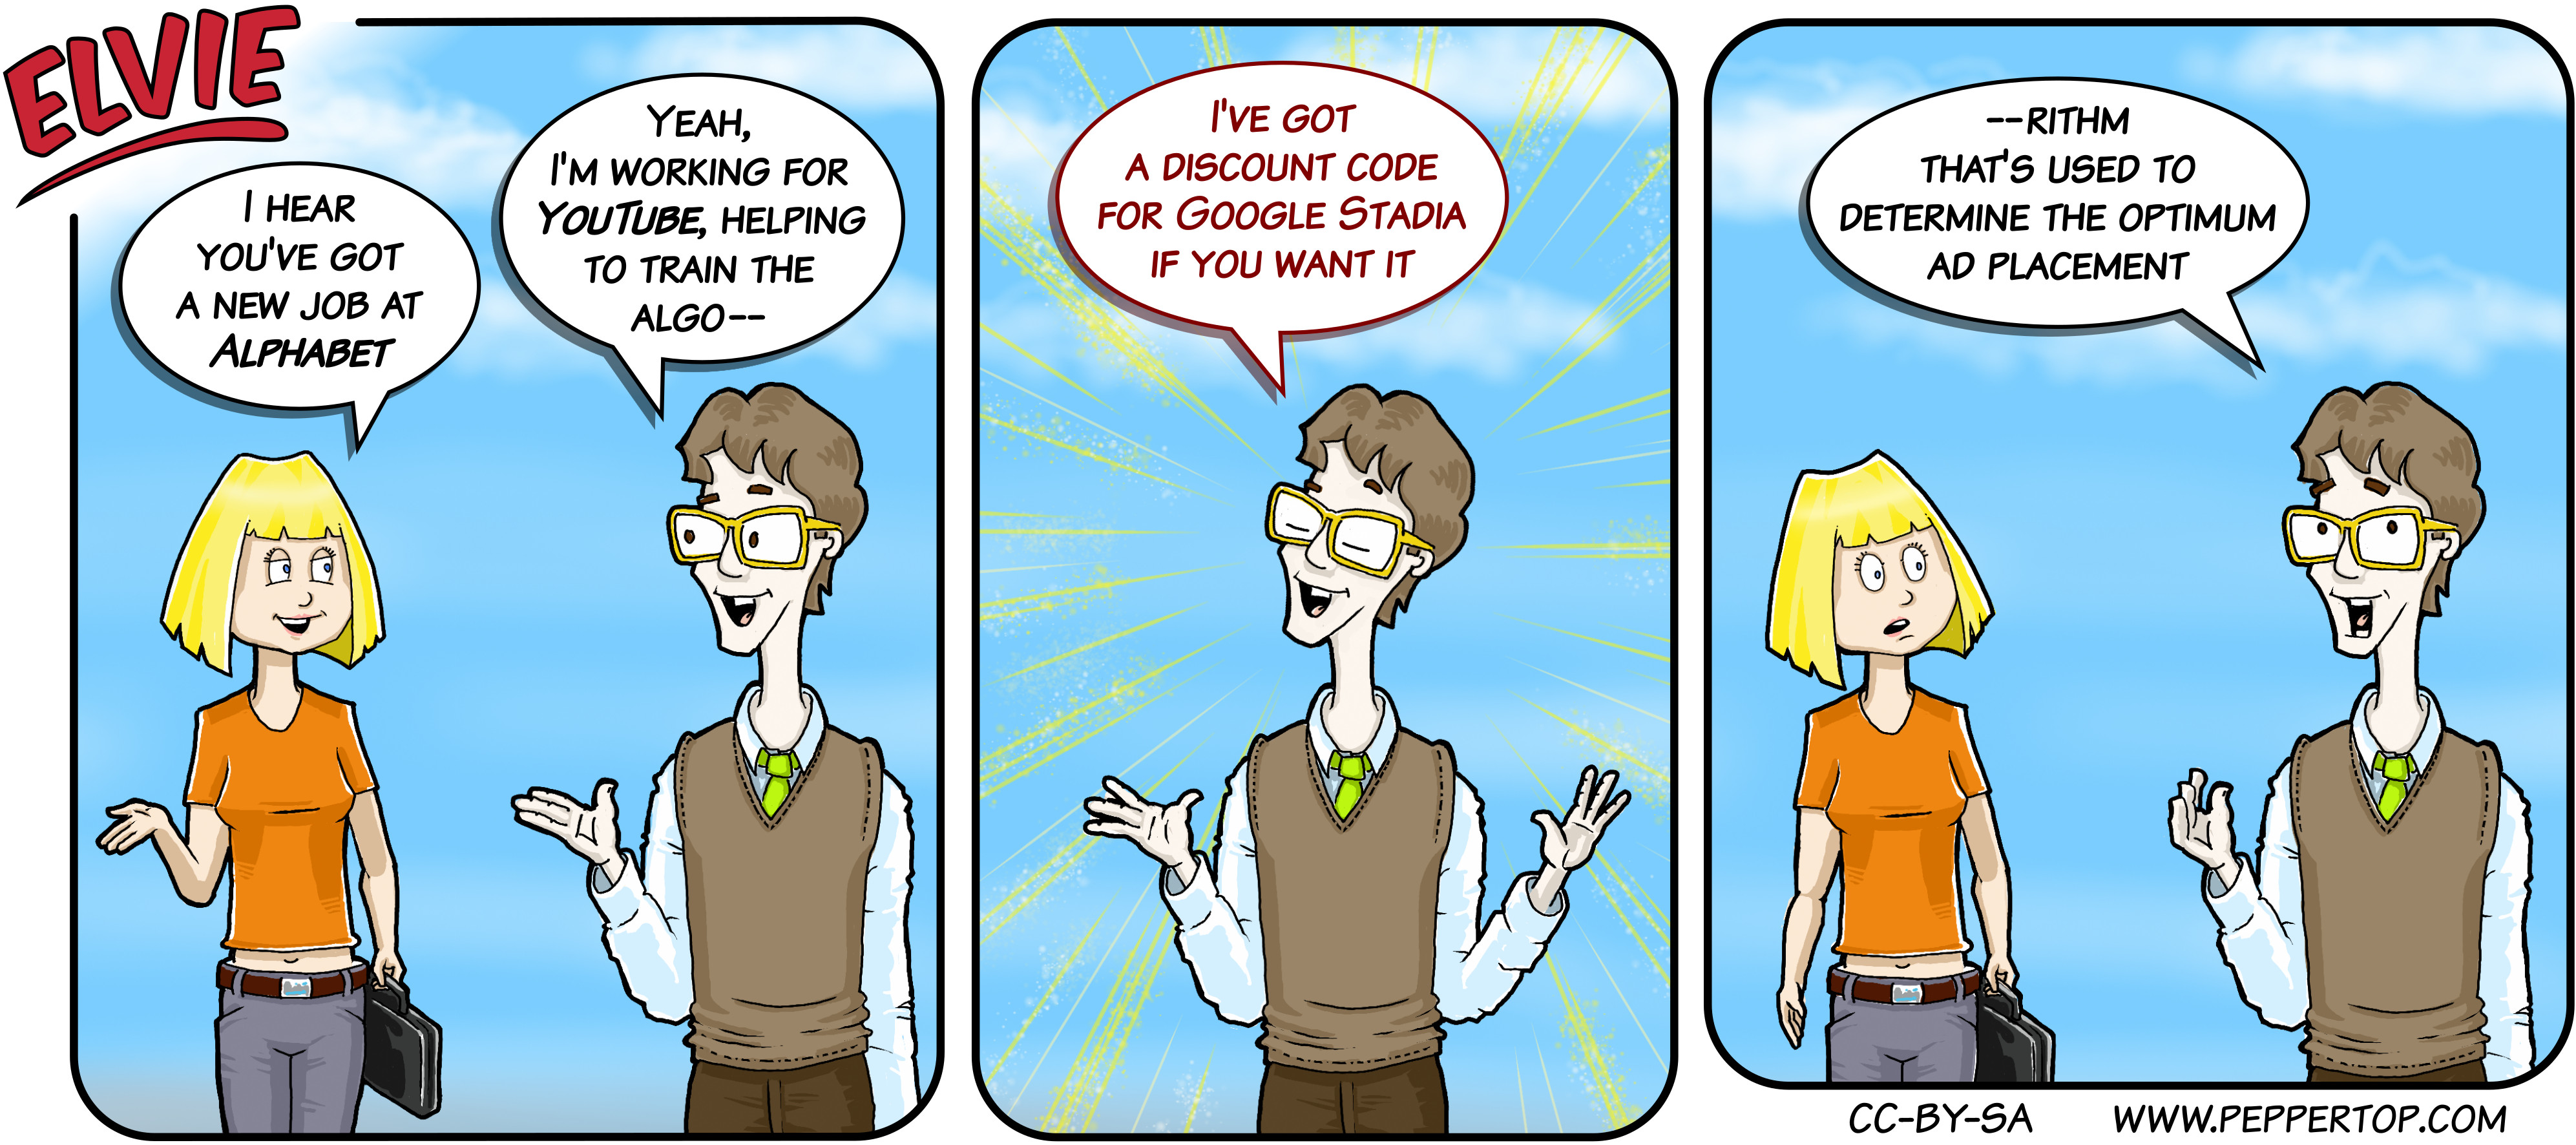 ELVIE
I HEAR
YOU'VE GOT
A NEW JOB AT
ALPHABET
YEAH,
I'M WORKING FOR
YOUTUBE, HELPING
TO TRAIN THE
ALGO--
I'VE GOT
A DISCOUNT CODE
FOR GOOGLE STADIA
IF YOU WANT IT
--RITHM
THAT'S USED TO
DETERMINE THE OPTIMUM
AD PLACEMENT
CC-BY-SA WWW.PEPPERTOP.COM